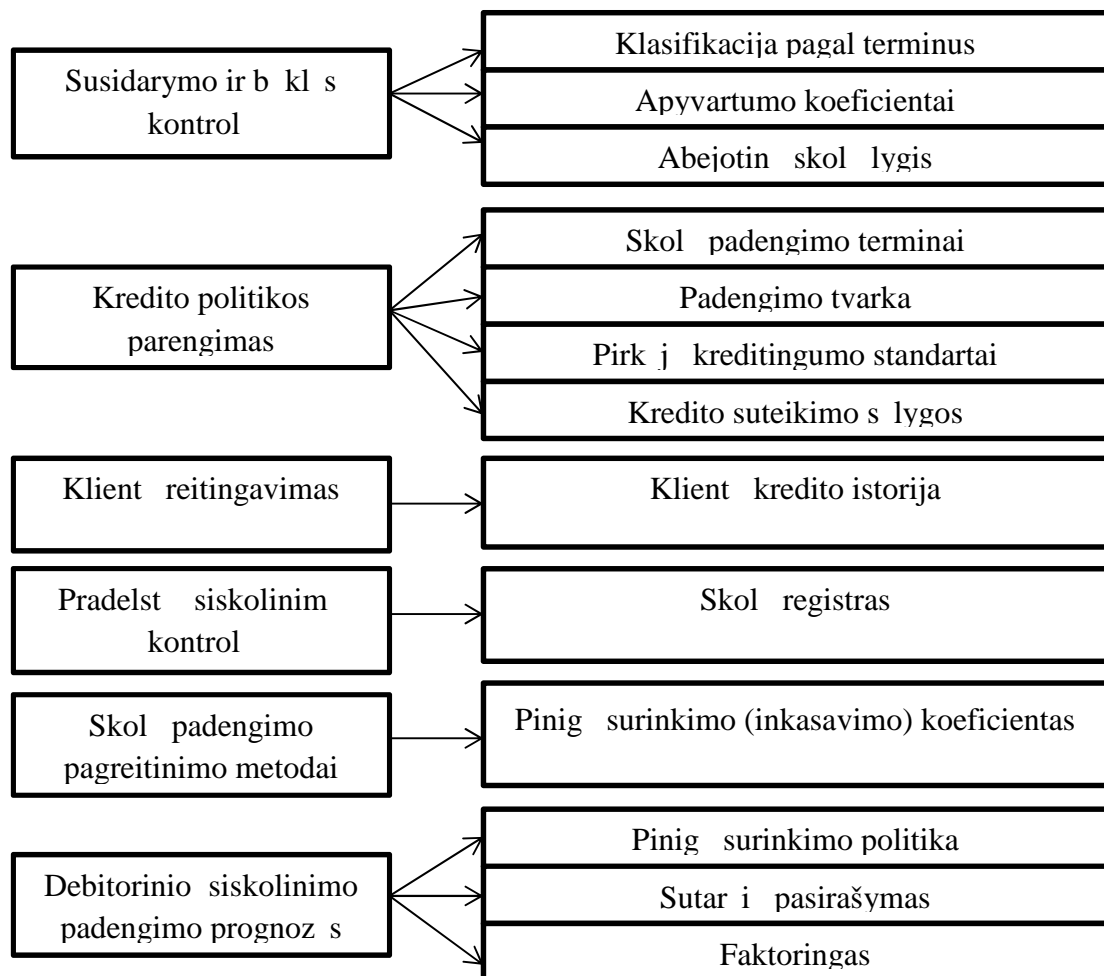 Susidarymo ir b kl s
kontrol
Klasifikacija pagal terminus
Apyvartumo koeficientai
Abejotin skol lygis
Kredito politikos
parengimas
Skol padengimo terminai
Padengimo tvarka
Pirk j kreditingumo standartai
Kredito suteikimo s lygos
Klient reitingavimas
Klient kredito istorija
Pradelst siskolinim
kontrol
Skol registras
Skol padengimo
pagreitinimo metodai
Pinig surinkimo (inkasavimo) koeficientas
Debitorinio siskolinimo
padengimo prognoz s
Pinig surinkimo politika
Sutar i pasirašymas
Faktoringas